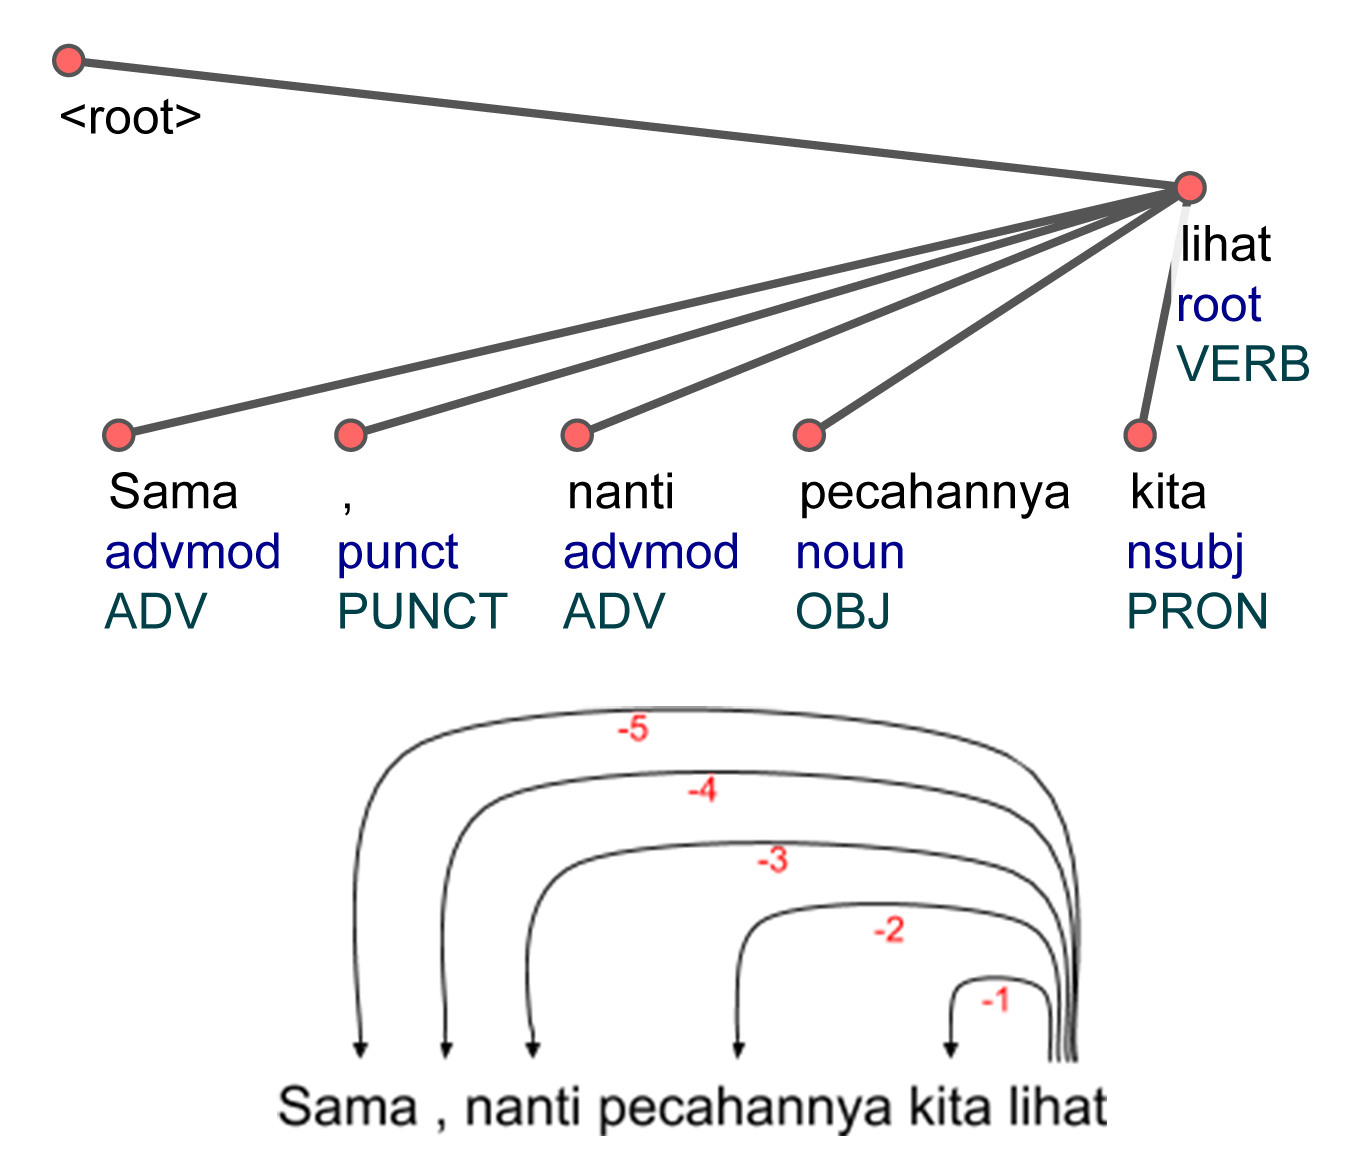 <root>
lihat
root
VERB
Sama , nanti pecahannya kita
advmod punct advmod noun nsubj
ADV PUNCT ADV OBJ PRON
-5
-4
-3
-2
-1
Sama , nanti pecahannya kita lihat